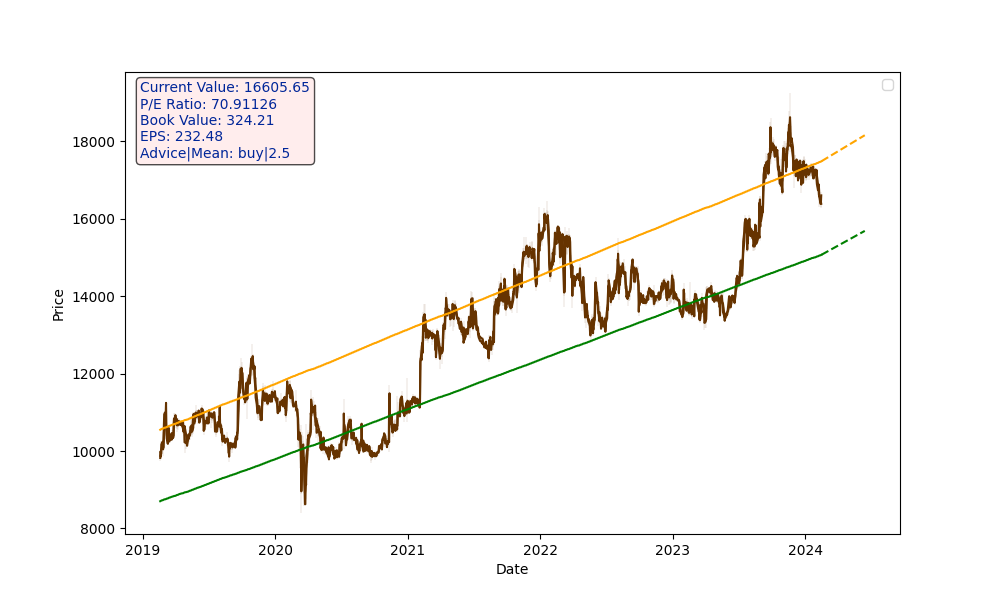 Current Value: 16605.65
P/E Ratio: 70.91126
Book Value: 324.21
EPS: 232.48
Advice|Mean: buy|2.5
Price
18000
16000
14000
12000
10000
8000
2019 2020 2021 2022 2023 2024
Date